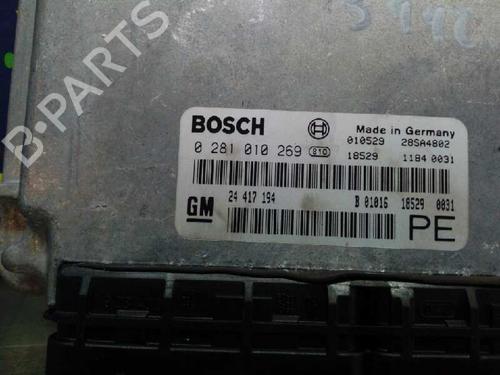 B-PARTS
BOSCH Made in Germany
0 281 010 269 010 010529 28SA4802
18529 1184 0031
GM 24 417 194 B 01016 18529 0031
PE